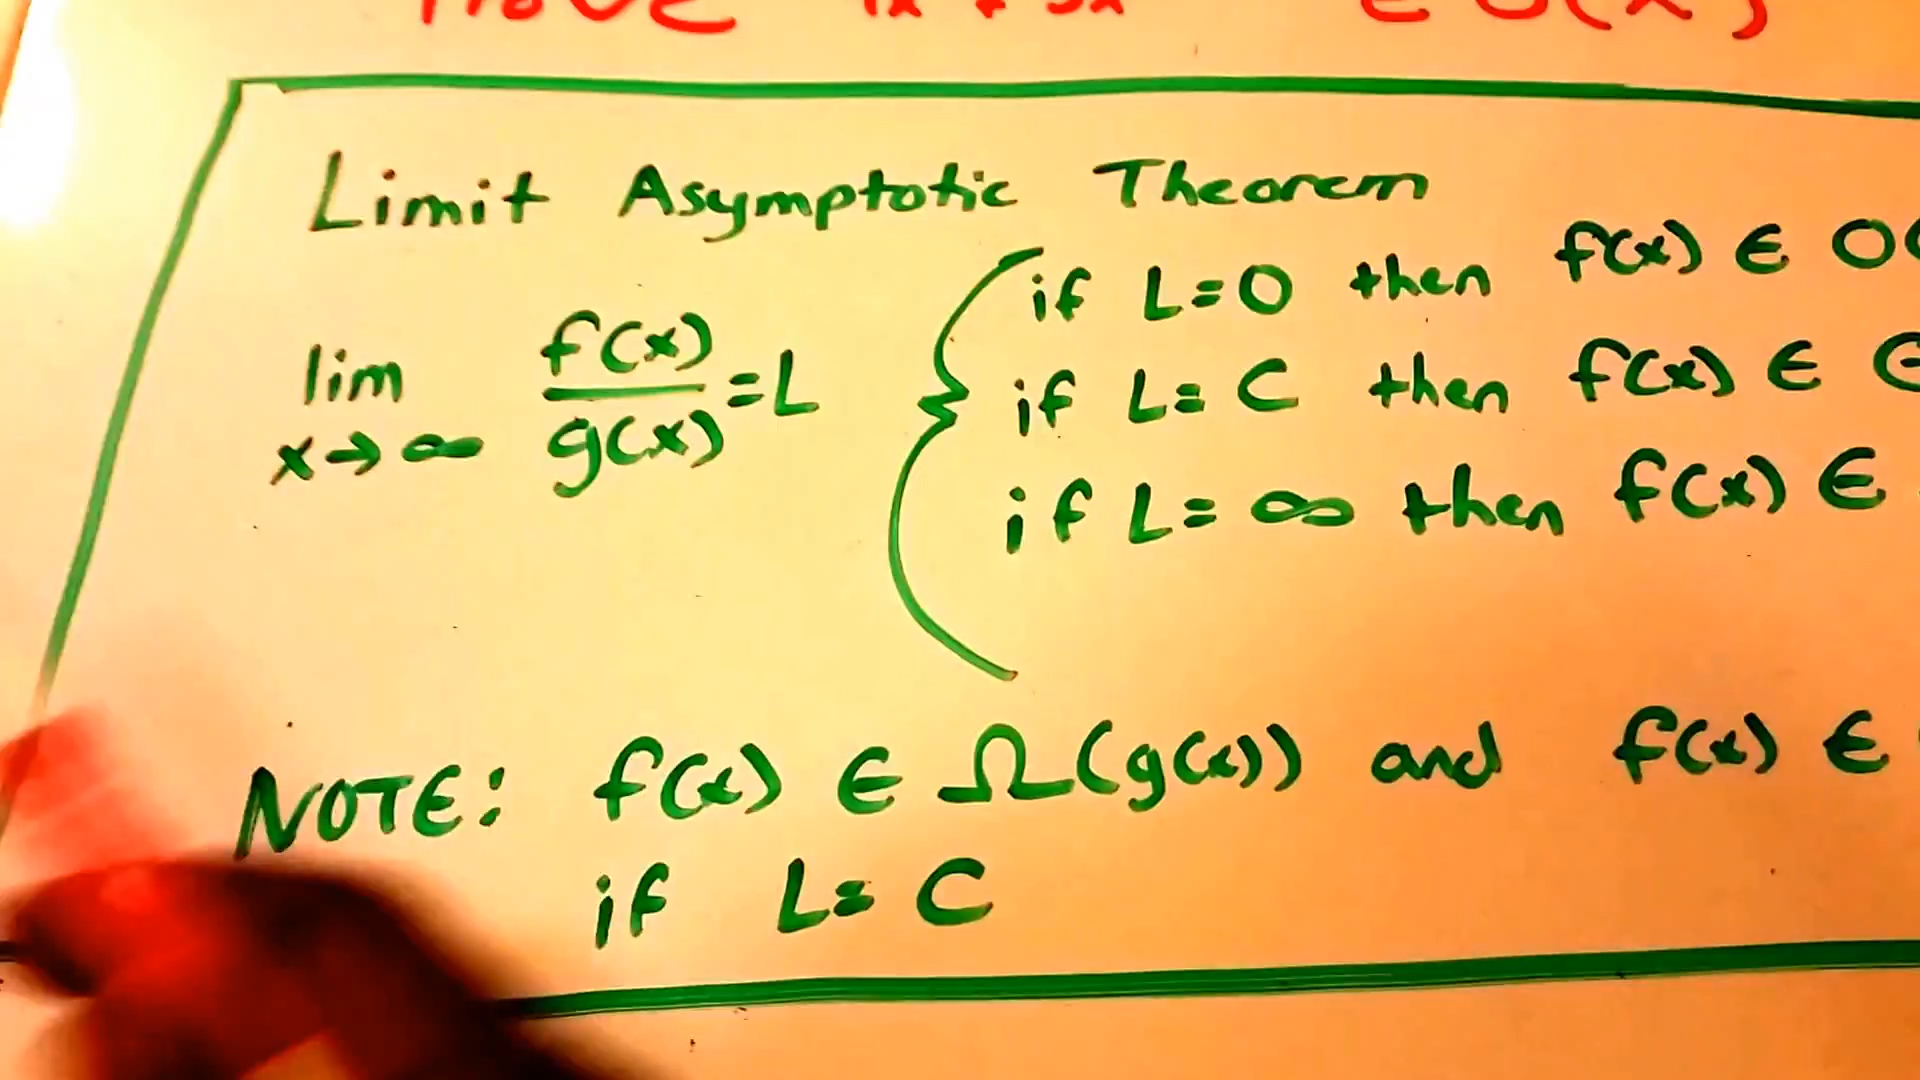 Limit Asymptotic Theorem
lim x→∞ f(x)/g(x) = L
if L = 0 then f(x) ∈ O(
if L = C then f(x) ∈
if L = ∞ then f(x) ∈
NOTE: f(x) ∈ Ω(g(x)) and f(x) ∈
if L = C